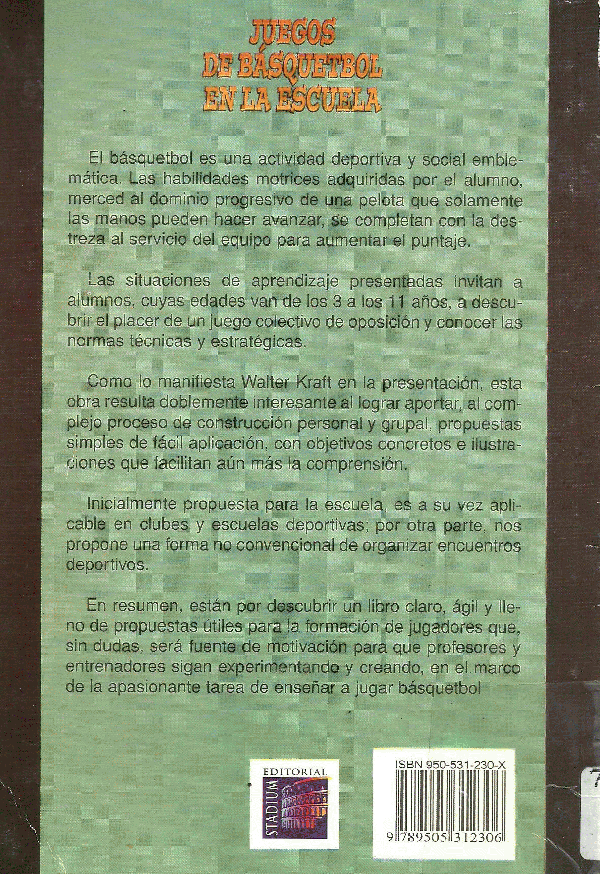 JUEGOS
DE BÁSQUETBOL
EN LA ESCUELA
El básquetbol es una actividad deportiva y social emble-
mática. Las habilidades motrices adquiridas por el alumno,
merced al dominio progresivo de una pelota que solamente
las manos pueden hacer avanzar, se completan con la des-
treza al servicio del equipo para aumentar el puntaje.
Las situaciones de aprendizaje presentadas invitan a
alumnos, cuyas edades van de los 3 a los 11 años, a descu-
brir el placer de un juego colectivo de oposición y conocer las
normas técnicas y estratégicas.
Como lo manifiesta Walter Kraft en la presentación, esta
obra resulta doblemente interesante al lograr aportar, al com-
plejo proceso de construcción personal y grupal, propuestas
simples de fácil aplicación, con objetivos concretos e ilustra-
ciones que facilitan aún más la comprensión.
Inicialmente propuesta para la escuela, es a su vez apli-
cable en clubes y escuelas deportivas; por otra parte, nos
propone una forma no convencional de organizar encuentros
deportivos.
En resumen, están por descubrir un libro claro, ágil y lle-
no de propuestas útiles para la formación de jugadores que,
sin dudas, será fuente de motivación para que profesores y
entrenadores sigan experimentando y creando, en el marco
de la apasionante tarea de enseñar a jugar básquetbol
EDITORIAL
STADIUM
ISBN 950-531-230-X
9 789505 312306
7